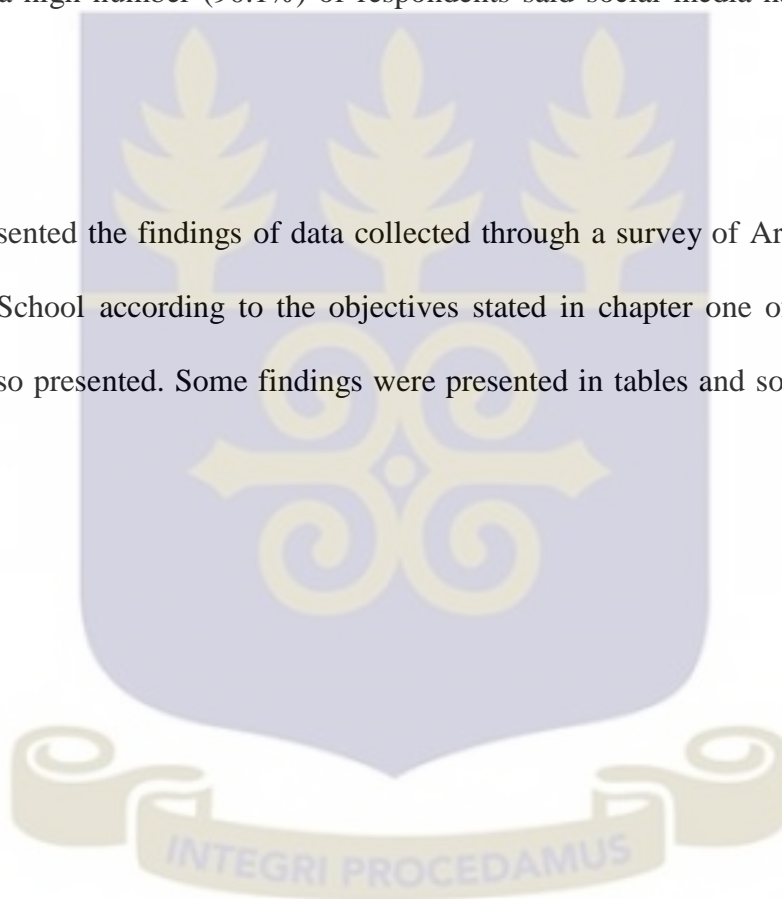 a high number (96.1%) of respondents said social media
sented the findings of data collected through a survey of Ar
School according to the objectives stated in chapter one o
so presented. Some findings were presented in tables and so
INTEGRI PROCEDAMUS